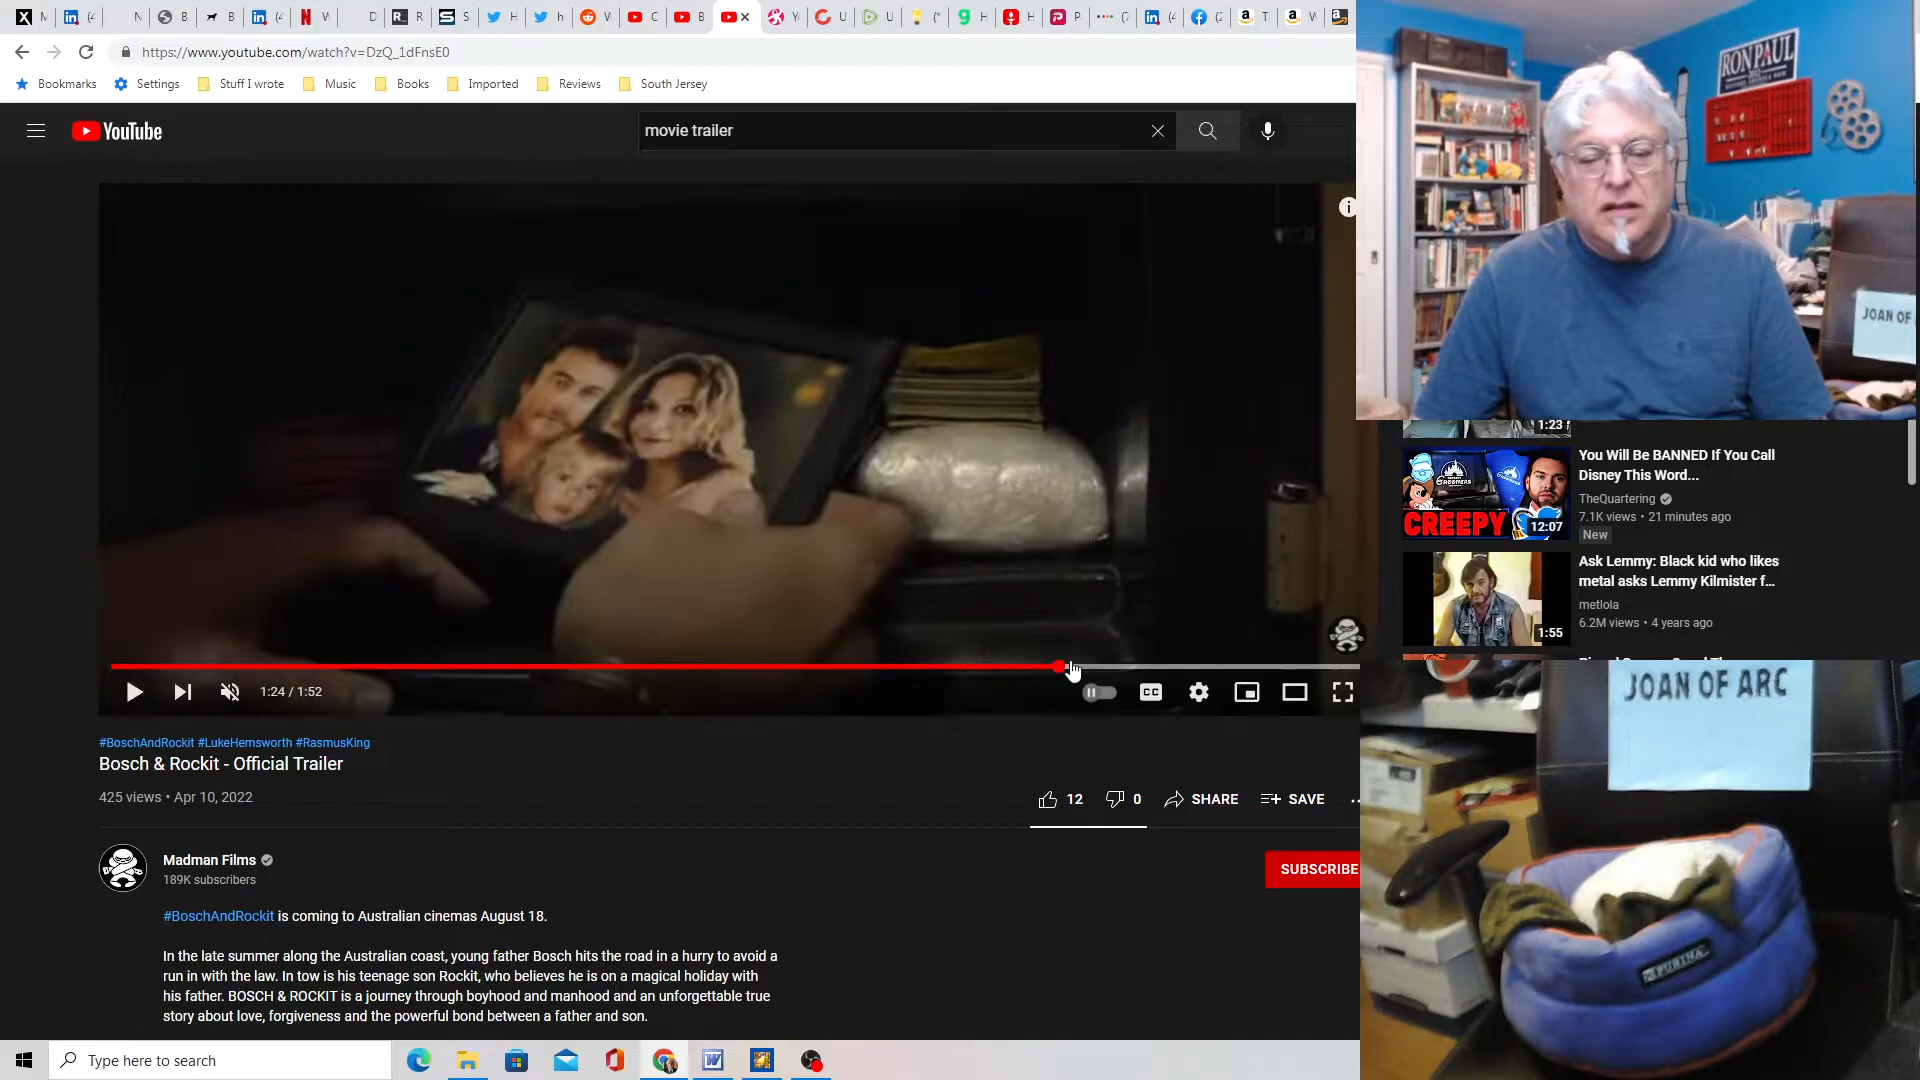 https://www.youtube.com/watch?v=DzQ_1dFnsE0
Bookmarks Settings Stuff I wrote Music Books Imported Reviews South Jersey
YouTube
movie trailer
RON PAUL
JOAN OF
1:24 / 1:52
CC
#BoschAndRockit #LukeHemsworth #RasmusKing
Bosch & Rockit - Official Trailer
425 views • Apr 10, 2022
12 0 SHARE SAVE ...
Madman Films
189K subscribers
SUBSCRIBE
#BoschAndRockit is coming to Australian cinemas August 18.
In the late summer along the Australian coast, young father Bosch hits the road in a hurry to avoid a
run in with the law. In tow is his teenage son Rockit, who believes he is on a magical holiday with
his father. BOSCH & ROCKIT is a journey through boyhood and manhood and an unforgettable true
story about love, forgiveness and the powerful bond between a father and son.
1:23
You Will Be BANNED If You Call
Disney This Word...
TheQuartering
7.1K views • 21 minutes ago
New
CREEPY
12:07
Ask Lemmy: Black kid who likes
metal asks Lemmy Kilmister f...
metlola
6.2M views • 4 years ago
1:55
JOAN OF ARC
Type here to search